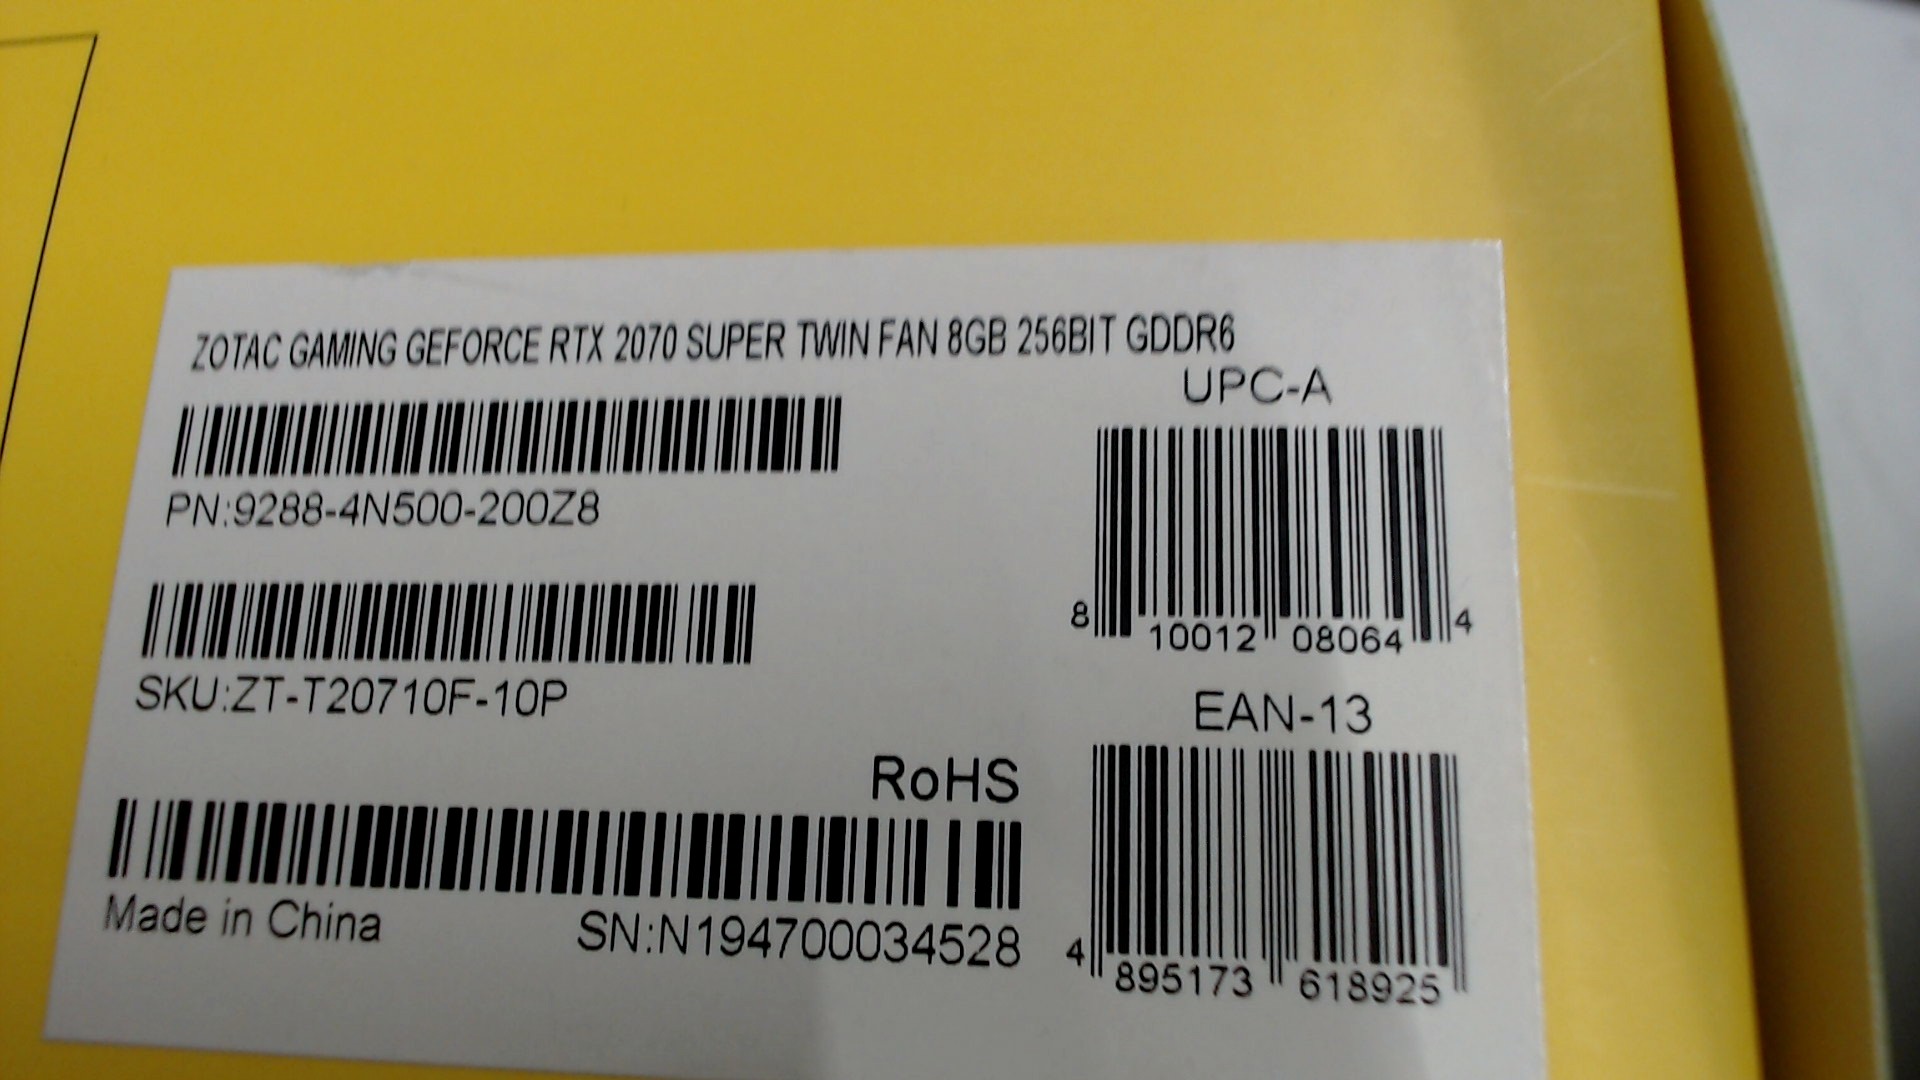 ZOTAC GAMING GEFORCE RTX 2070 SUPER TWIN FAN 8GB 256BIT GDDR6
UPC-A
PN:9288-4N500-200Z8
8 10012 08064 4
SKU:ZT-T20710F-10P
EAN-13
RoHS
Made in China
SN:N194700034528
4 895173 618925